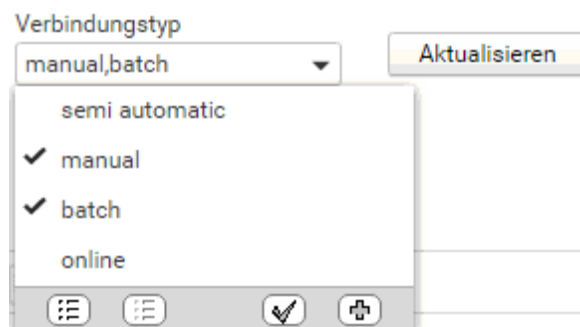 Verbindungstyp
manual,batch
Aktualisieren
semi automatic
manual
batch
online